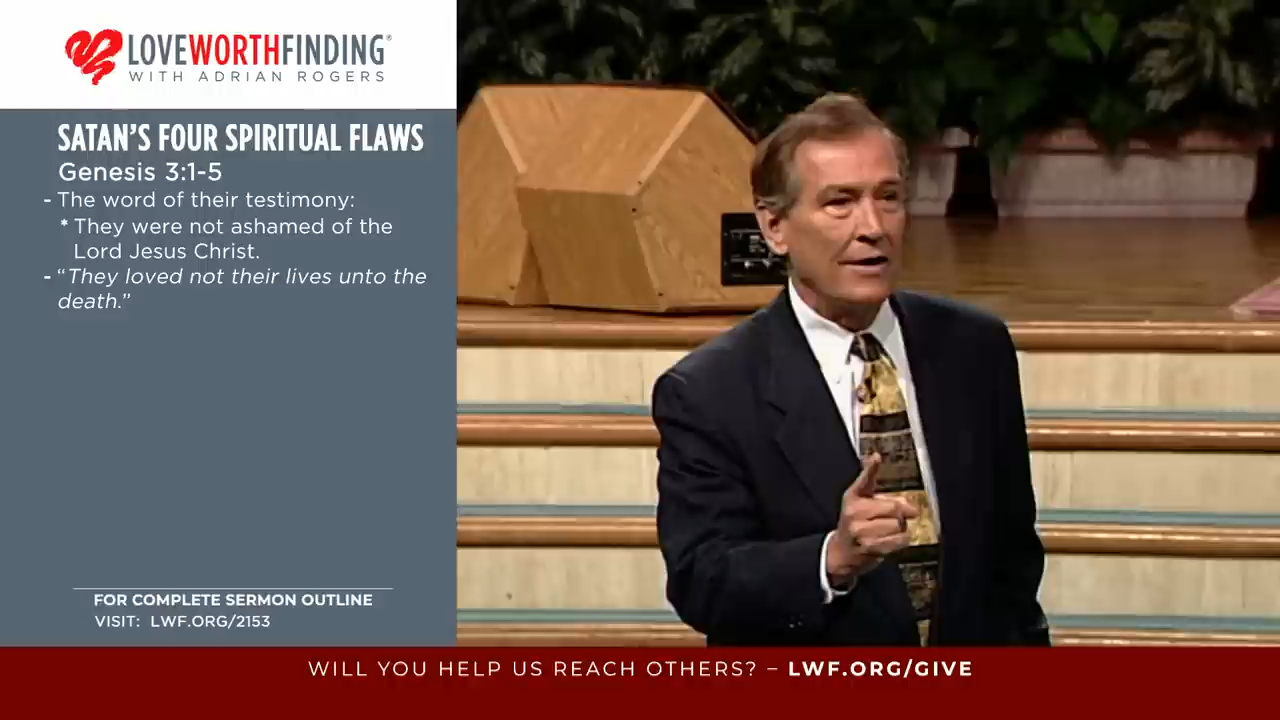 LOVEWORTHFINDING®
WITH ADRIAN ROGERS
SATAN'S FOUR SPIRITUAL FLAWS
Genesis 3:1-5
- The word of their testimony:
* They were not ashamed of the
Lord Jesus Christ.
- "They loved not their lives unto the
death."
FOR COMPLETE SERMON OUTLINE
VISIT: LWF.ORG/2153
WILL YOU HELP US REACH OTHERS? – LWF.ORG/GIVE